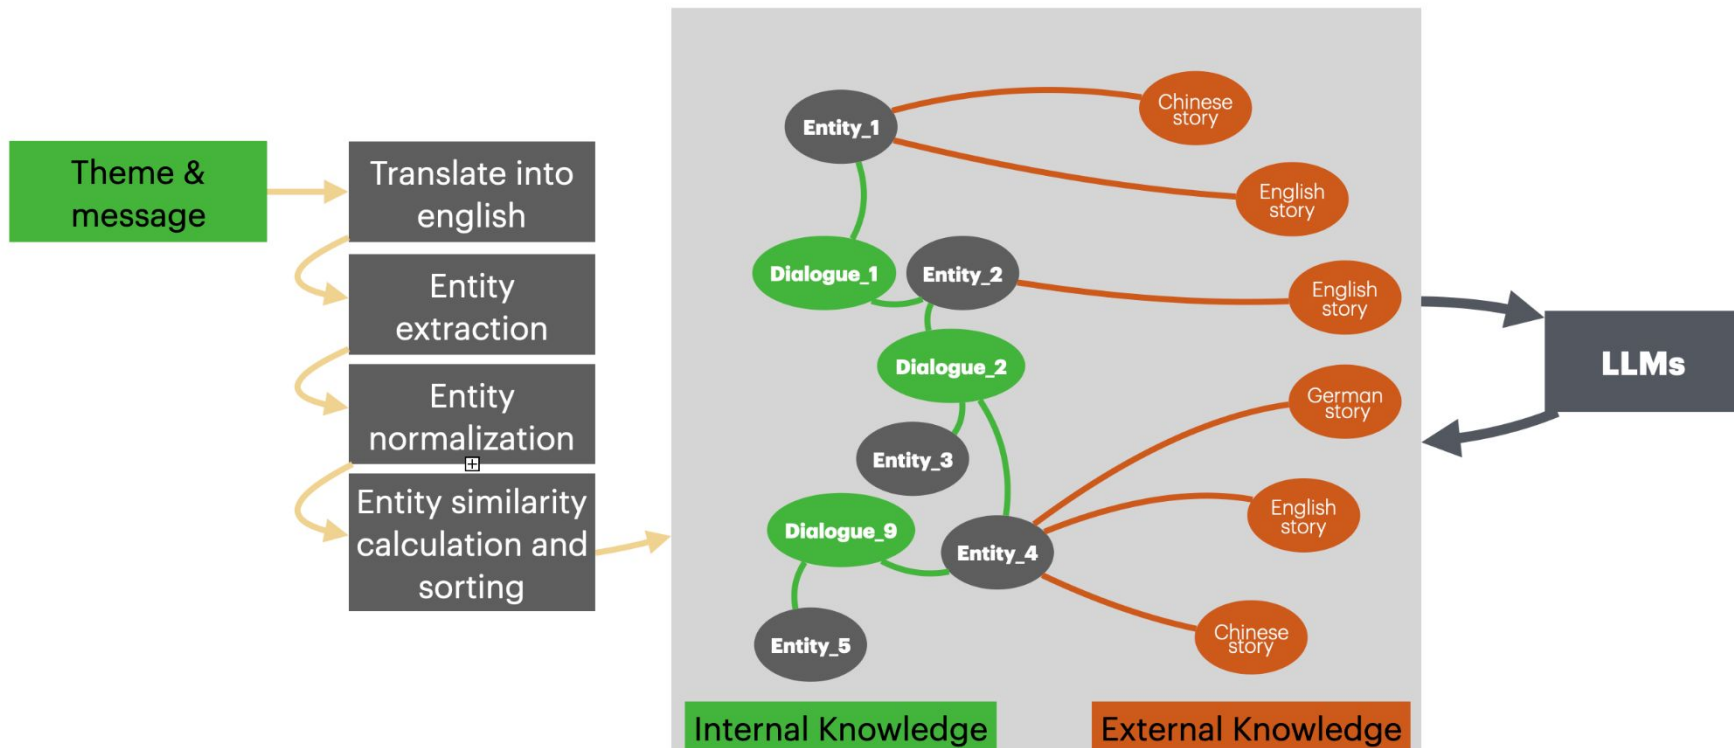 Theme &
message
Translate into
english
Entity
extraction
Entity
normalization
Entity similarity
calculation and
sorting
Entity_1
Chinese
story
English
story
Dialogue_1
Entity_2
English
story
Dialogue_2
German
story
Entity_3
English
story
Dialogue_9
Entity_4
Entity_5
Chinese
story
Internal Knowledge
External Knowledge
LLMs